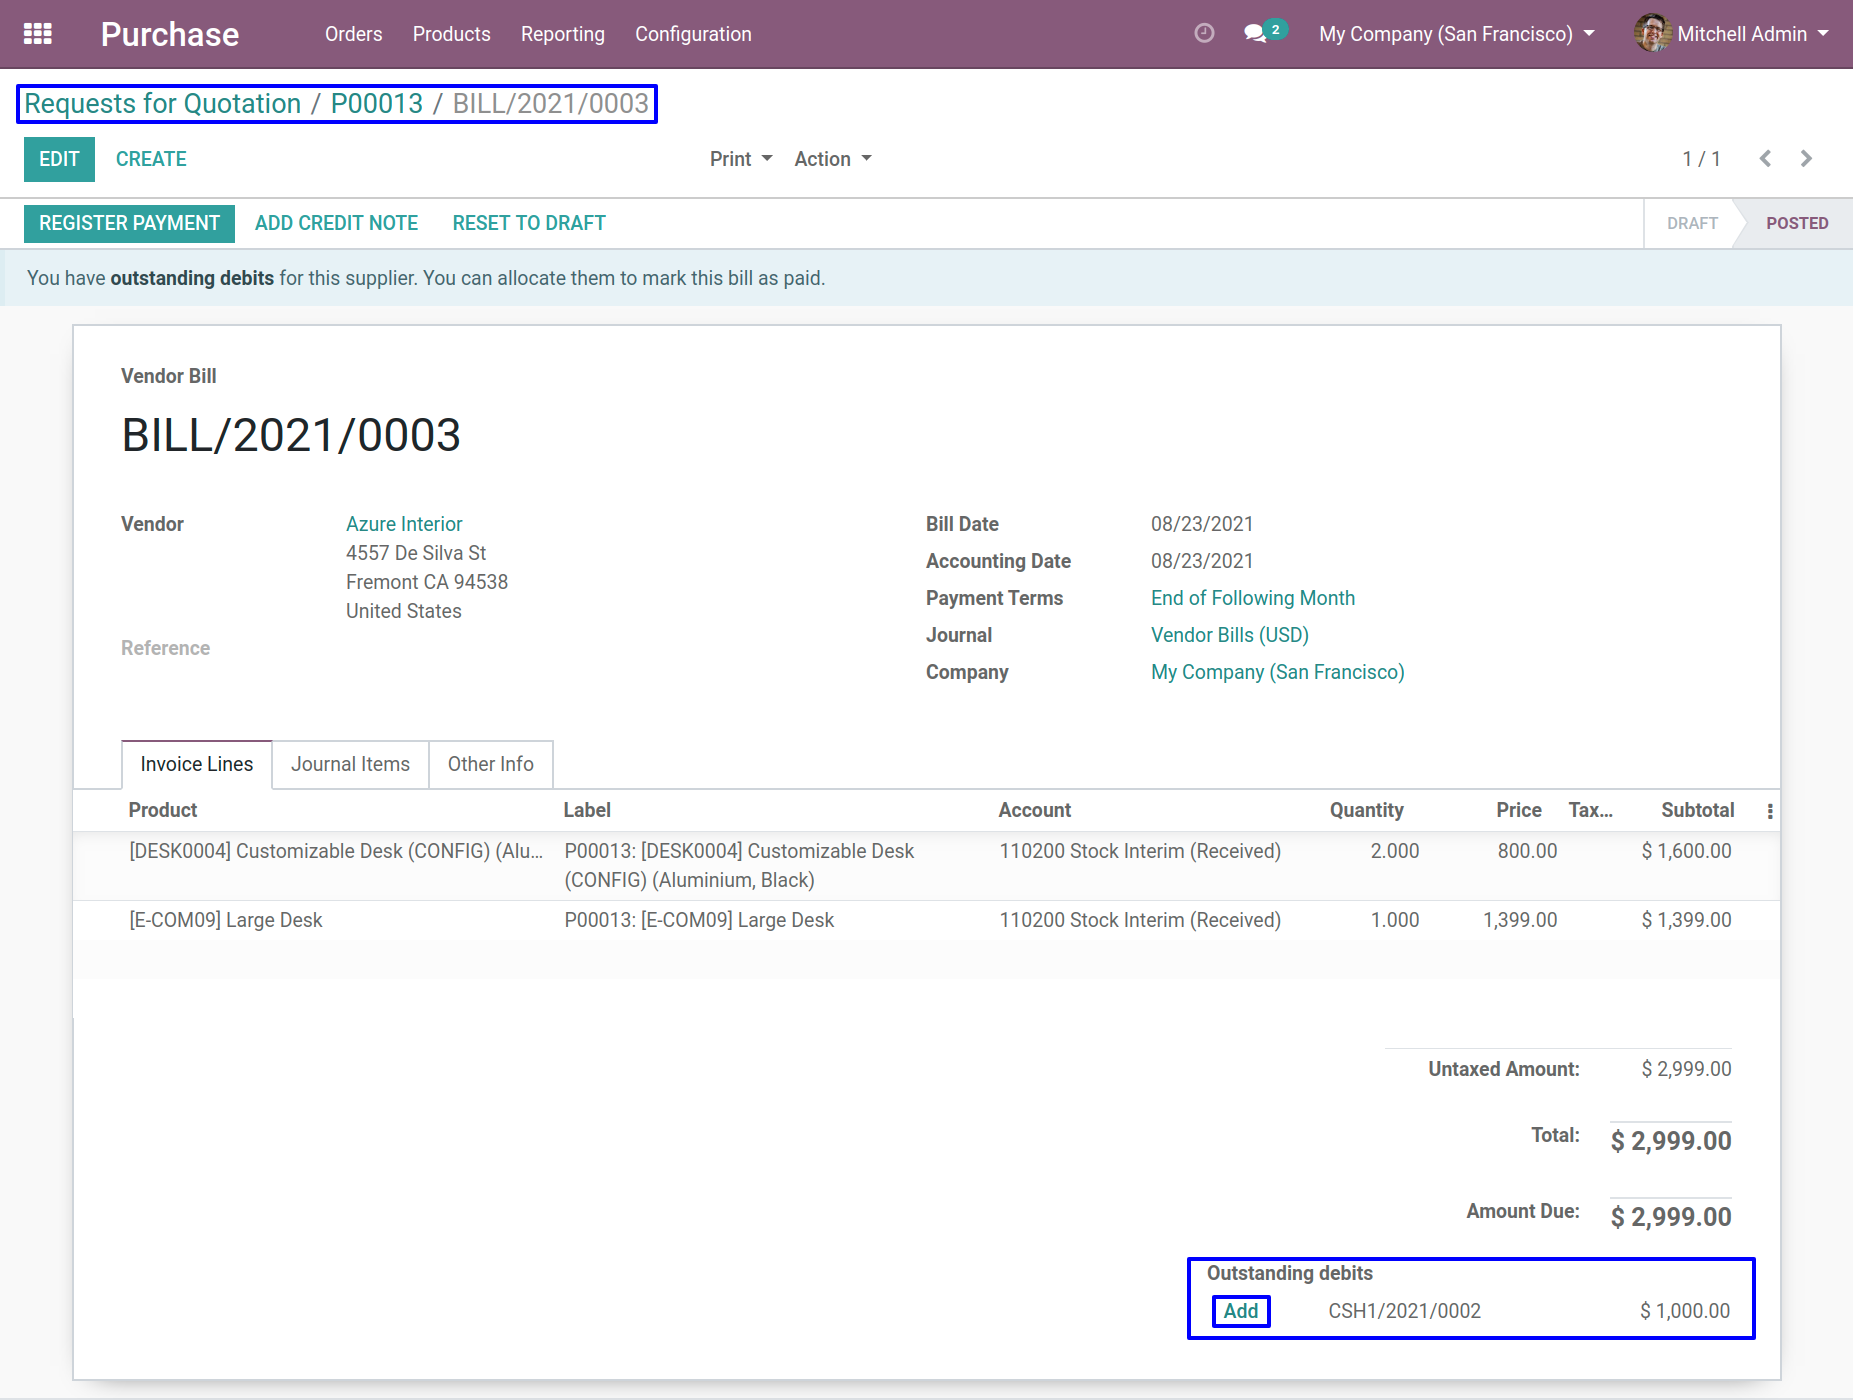 Purchase Orders Products Reporting Configuration 2 My Company (San Francisco) Mitchell Admin
Requests for Quotation / P00013 / BILL/2021/0003
EDIT CREATE Print Action 1 / 1
REGISTER PAYMENT ADD CREDIT NOTE RESET TO DRAFT DRAFT POSTED
You have outstanding debits for this supplier. You can allocate them to mark this bill as paid.
Vendor Bill
BILL/2021/0003
Vendor Azure Interior Bill Date 08/23/2021
4557 De Silva St
Accounting Date 08/23/2021
Fremont CA 94538
Payment Terms End of Following Month
United States
Journal Vendor Bills (USD)
Reference
Company My Company (San Francisco)
Invoice Lines Journal Items Other Info
Product Label Account Quantity Price Tax... Subtotal
[DESK0004] Customizable Desk (CONFIG) (Alu... P00013: [DESK0004] Customizable Desk 110200 Stock Interim (Received) 2.000 800.00 $ 1,600.00
(CONFIG) (Aluminium, Black)
[E-COM09] Large Desk P00013: [E-COM09] Large Desk 110200 Stock Interim (Received) 1.000 1,399.00 $ 1,399.00
Untaxed Amount: $ 2,999.00
Total: $ 2,999.00
Amount Due: $ 2,999.00
Outstanding debits
Add CSH1/2021/0002 $ 1,000.00